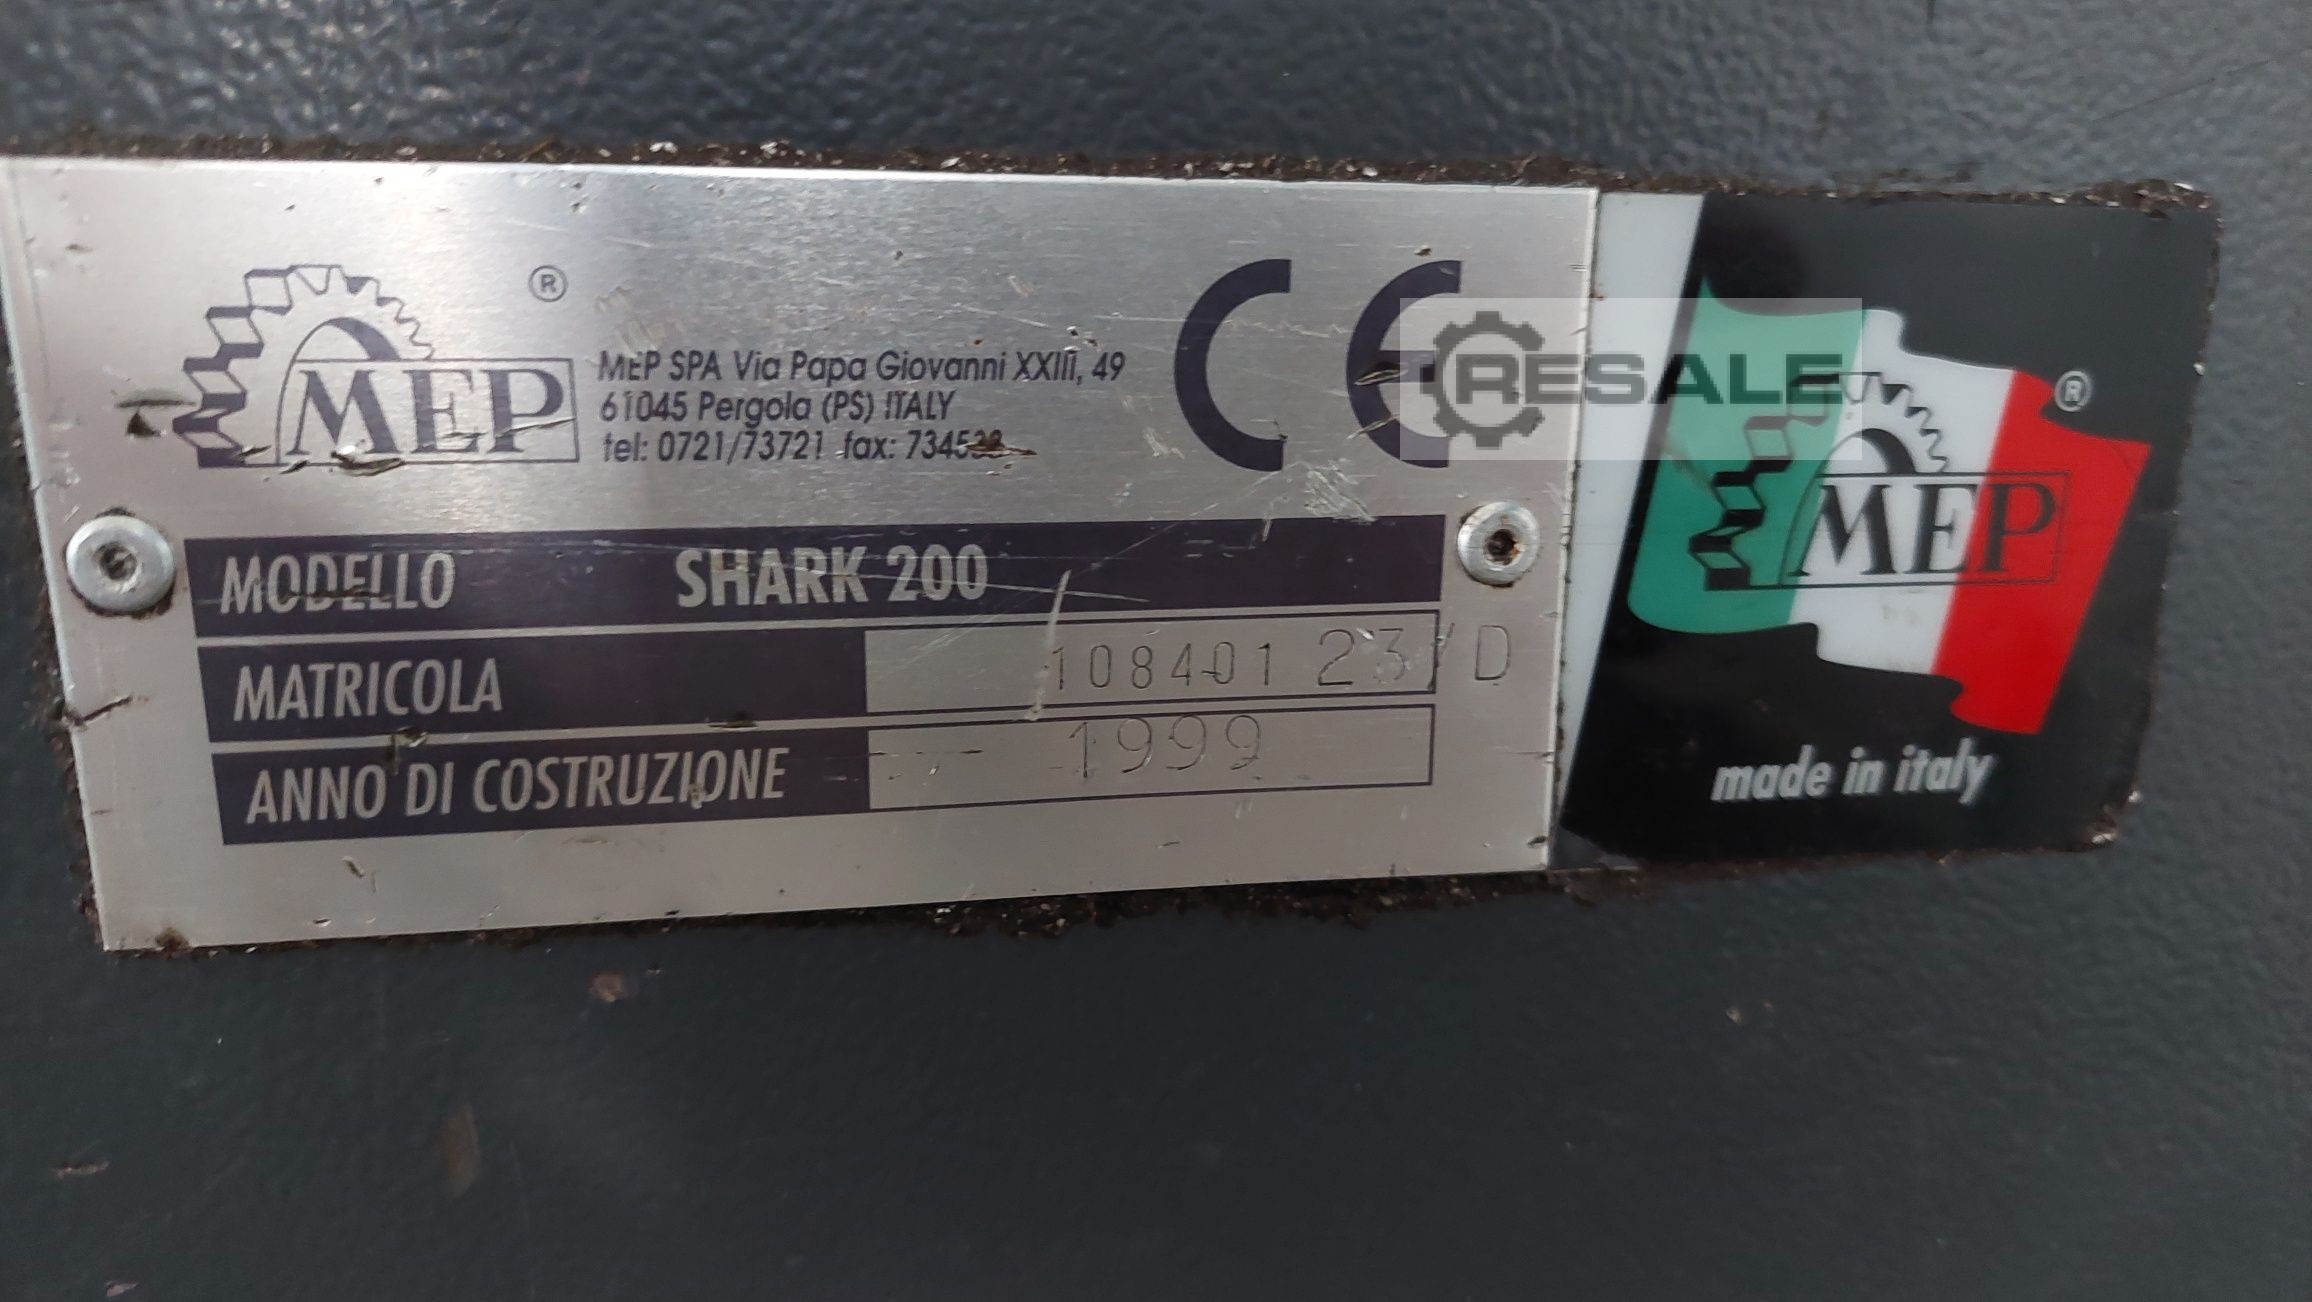 MEP ®
MEP SPA Via Papa Giovanni XXIII, 49
61045 Pergola (PS) ITALY
tel: 0721/73721 fax:
CE
MODELLO SHARK 200
MATRICOLA 10840123/D
ANNO DI COSTRUZIONE 1999
RESALE
MEP ®
made in italy